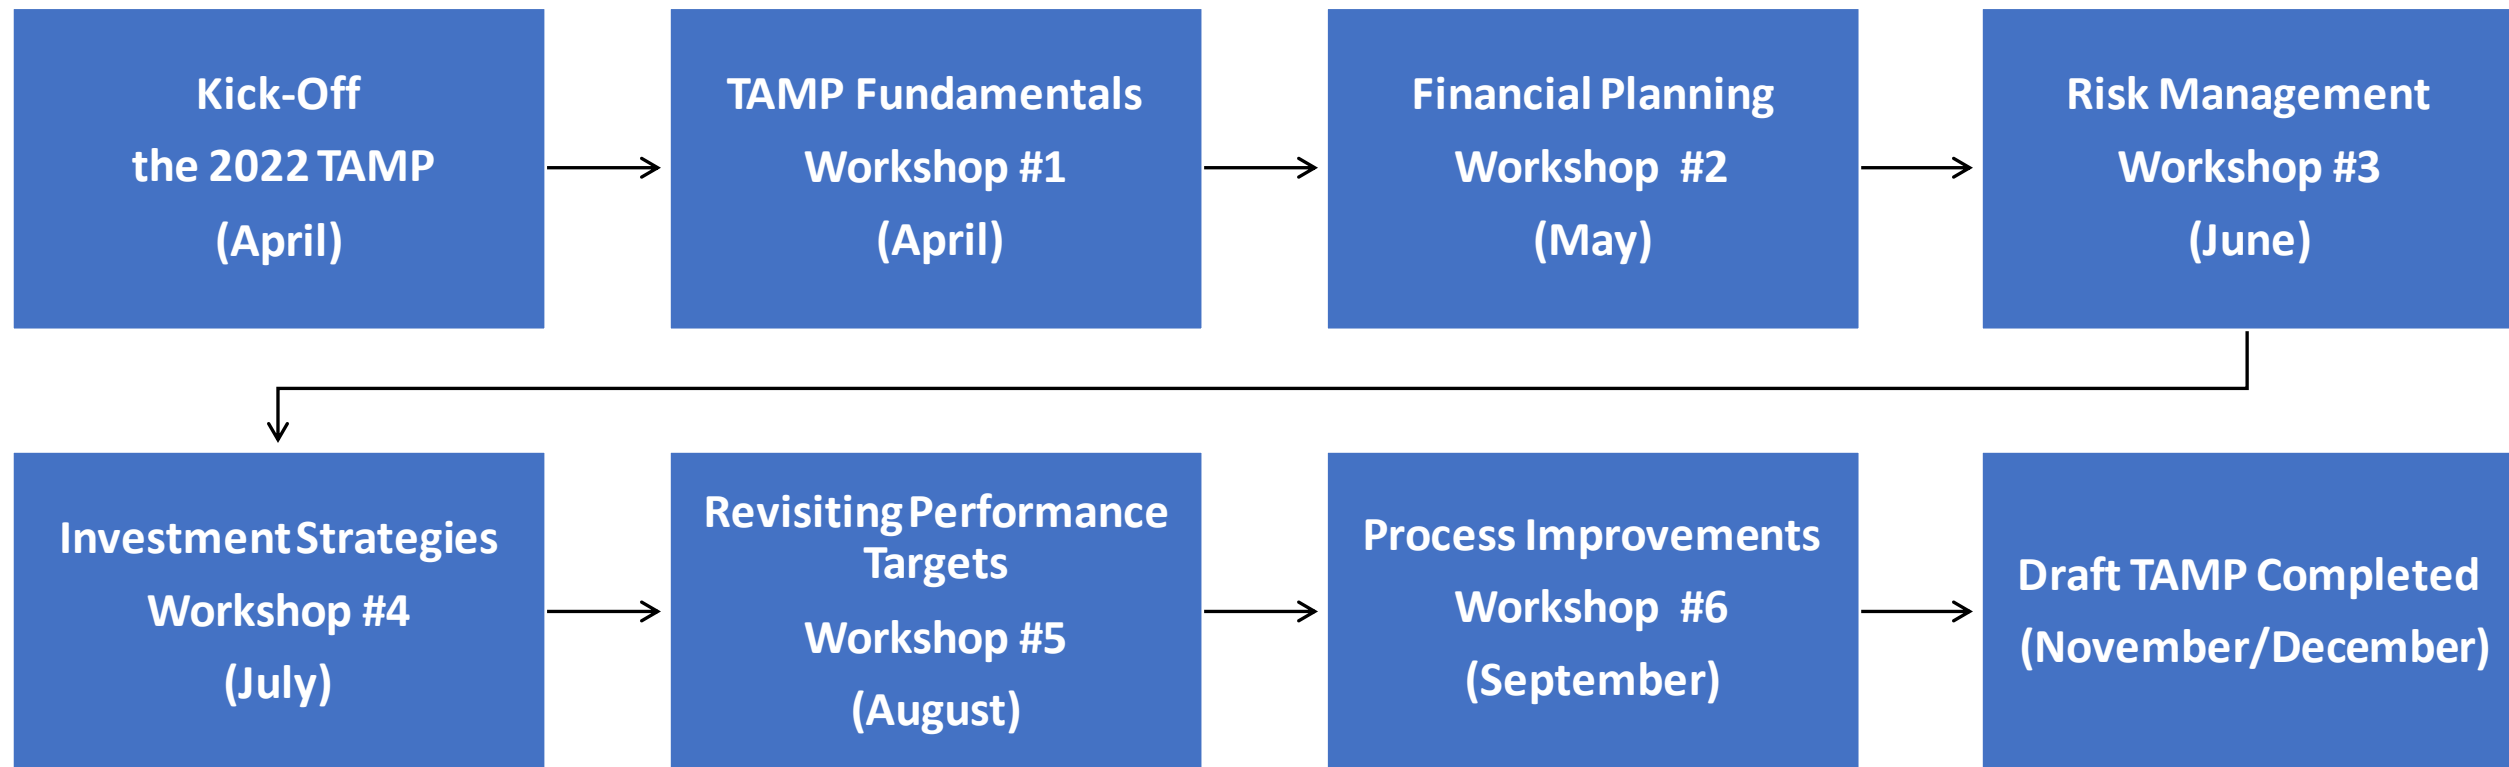 Kick-Off
the 2022 TAMP
(April)
TAMP Fundamentals
Workshop #1
(April)
Financial Planning
Workshop #2
(May)
Risk Management
Workshop #3
(June)
Investment Strategies
Workshop #4
(July)
Revisiting Performance
Targets
Workshop #5
(August)
Process Improvements
Workshop #6
(September)
Draft TAMP Completed
(November/December)